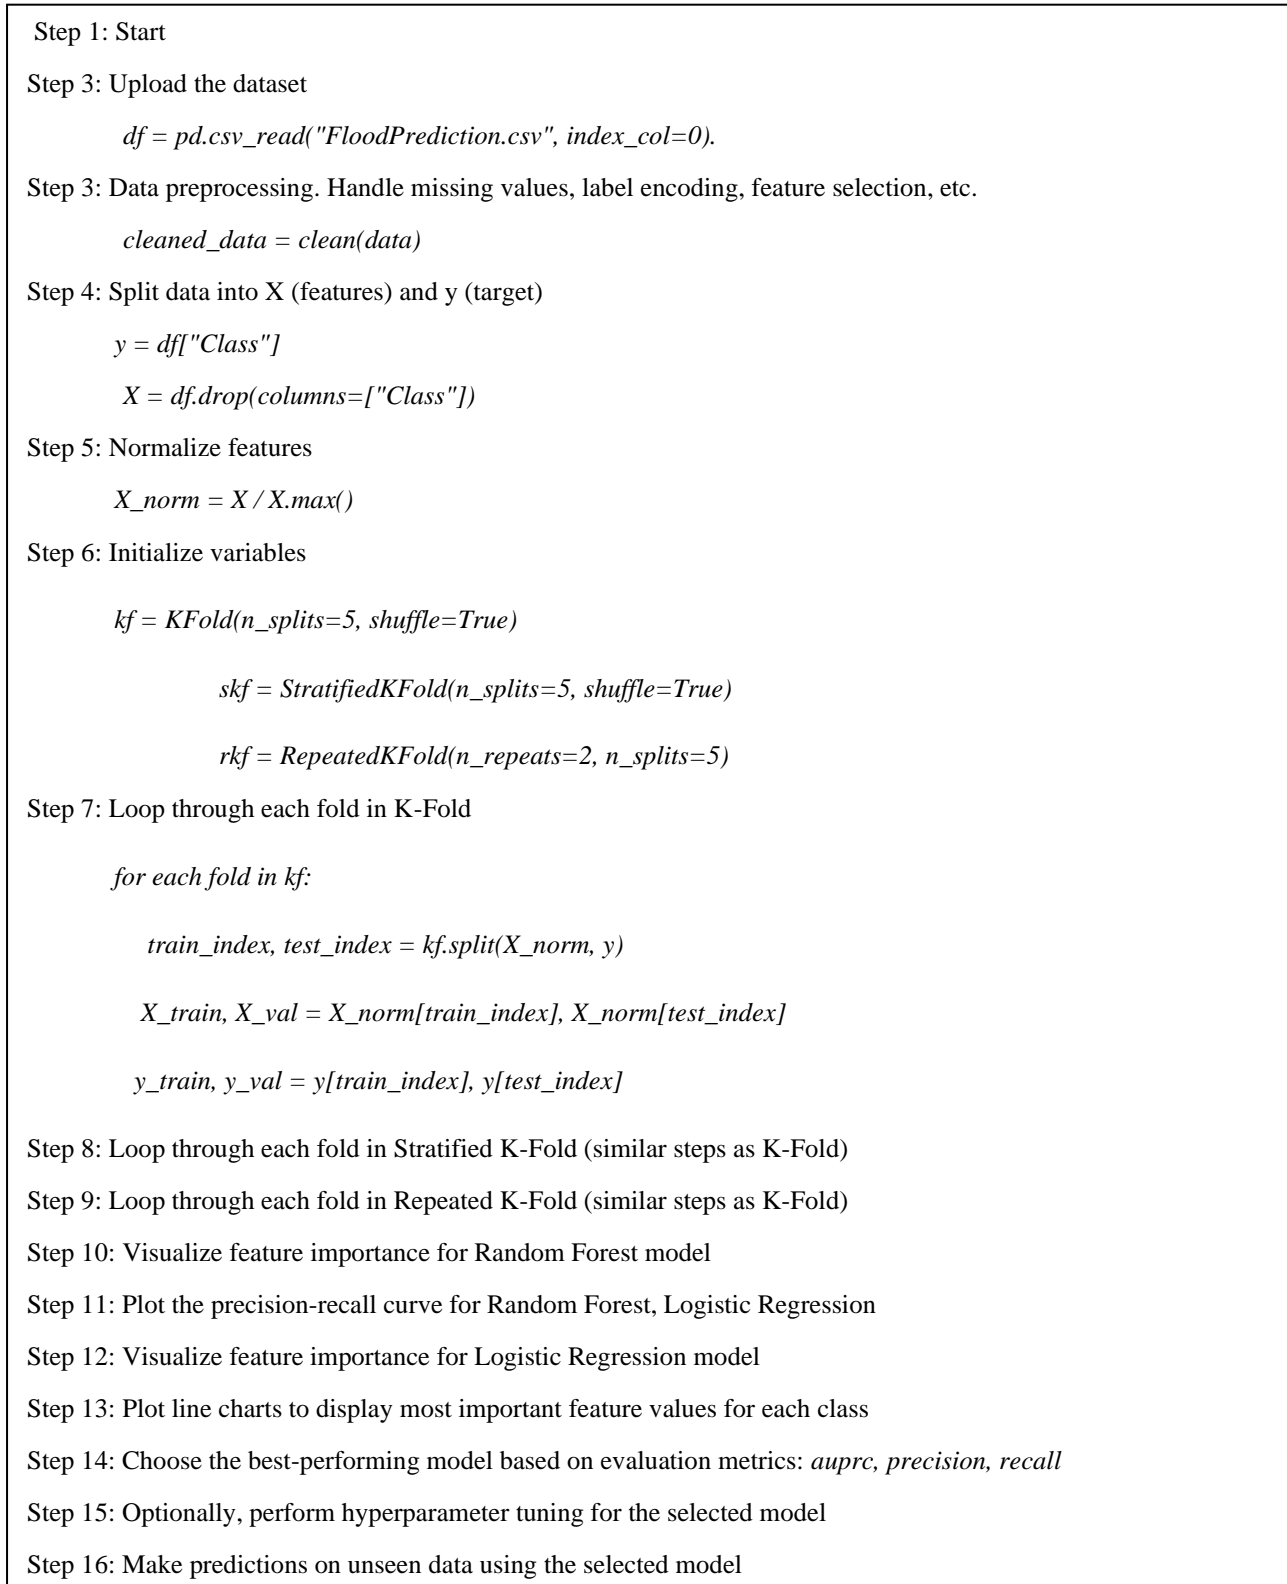 Step 1: Start
Step 3: Upload the dataset
df = pd.csv_read("FloodPrediction.csv", index_col=0).
Step 3: Data preprocessing. Handle missing values, label encoding, feature selection, etc.
cleaned_data = clean(data)
Step 4: Split data into X (features) and y (target)
y = df["Class"]
X = df.drop(columns=["Class"])
Step 5: Normalize features
X_norm = X / X.max()
Step 6: Initialize variables
kf = KFold(n_splits=5, shuffle=True)
skf = StratifiedKFold(n_splits=5, shuffle=True)
rkf = RepeatedKFold(n_repeats=2, n_splits=5)
Step 7: Loop through each fold in K-Fold
for each fold in kf:
train_index, test_index = kf.split(X_norm, y)
X_train, X_val = X_norm[train_index], X_norm[test_index]
y_train, y_val = y[train_index], y[test_index]
Step 8: Loop through each fold in Stratified K-Fold (similar steps as K-Fold)
Step 9: Loop through each fold in Repeated K-Fold (similar steps as K-Fold)
Step 10: Visualize feature importance for Random Forest model
Step 11: Plot the precision-recall curve for Random Forest, Logistic Regression
Step 12: Visualize feature importance for Logistic Regression model
Step 13: Plot line charts to display most important feature values for each class
Step 14: Choose the best-performing model based on evaluation metrics: auprc, precision, recall
Step 15: Optionally, perform hyperparameter tuning for the selected model
Step 16: Make predictions on unseen data using the selected model